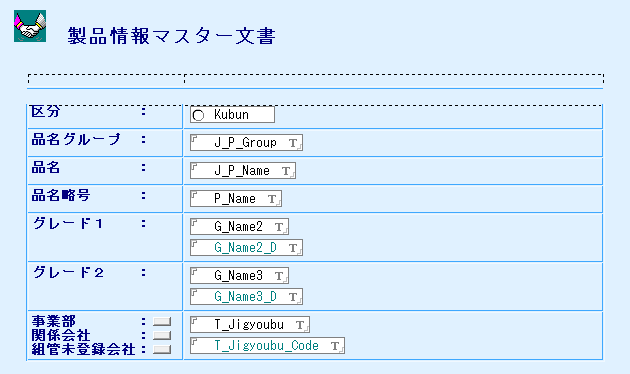 製品情報マスター文書
区分 : Kubun
品名グループ : J_P_Group T
品名 : J_P_Name T
品名略号 : P_Name T
グレード１ : G_Name2 T
G_Name2_D T
グレード２ : G_Name3 T
G_Name3_D T
事業部 : T_Jigyoubu T
関係会社 :
組管未登録会社 : T_Jigyoubu_Code T